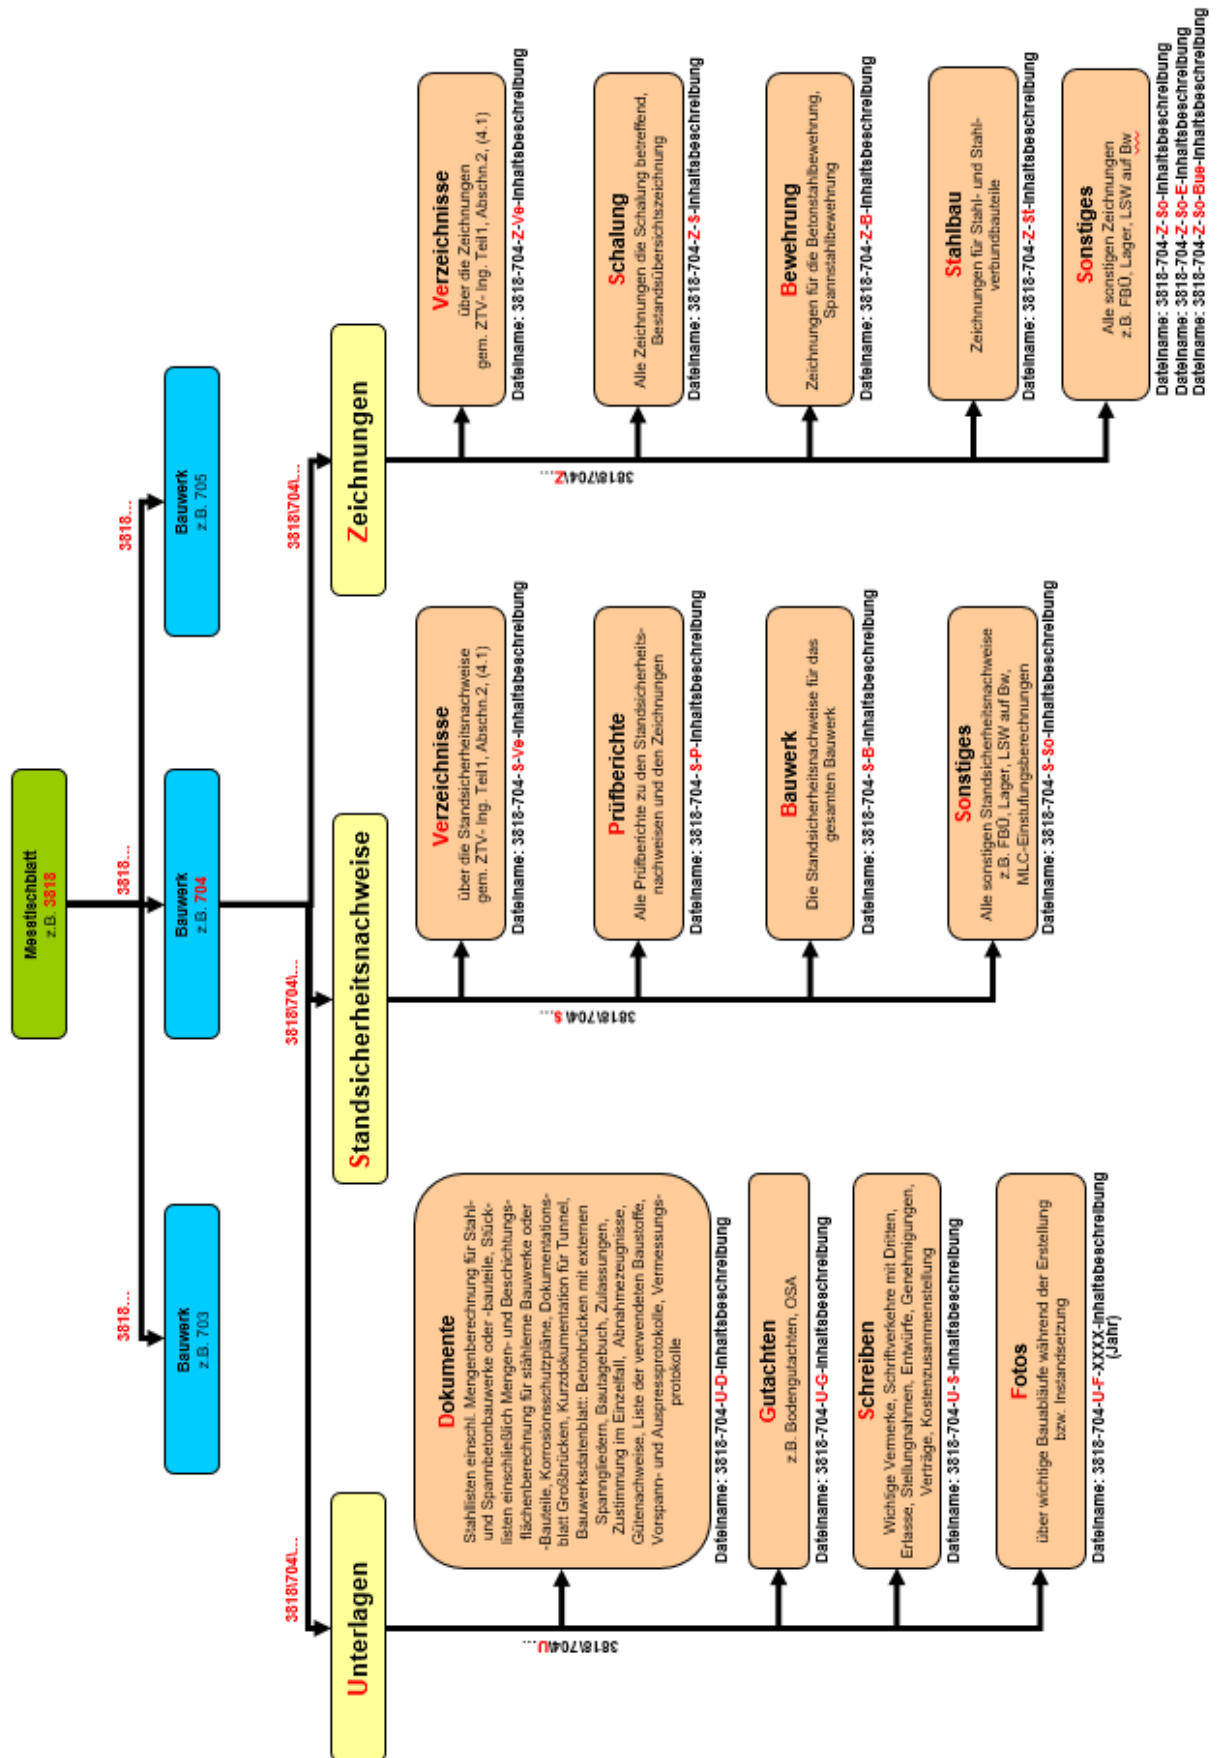 Messtischblatt
z.B. 3818
3818...
3818...
3818...
Bauwerk
z.B. 703
Bauwerk
z.B. 704
Bauwerk
z.B. 705
3818\704\...
3818\704\...
3818\704\...
Unterlagen
Standsicherheitsnachweise
Zeichnungen
3818\704\U...
Dokumente
Stahllisten einschl. Mengenberechnung für Stahl-
und Spannbetonbauwerke oder -bauteile, Stück-
listen einschließlich Mengen- und Beschichtungs-
flächenberechnung für stählerne Bauwerke oder
-Bauteile, Korrosionsschutzpläne, Dokumentations-
blatt Großbrücken, Kurzdokumentation für Tunnel,
Bauwerksdatenblatt: Betonbrücken mit externen
Spanngliedern, Bautagebuch, Zulassungen,
Zustimmung im Einzelfall, Abnahmezeugnisse,
Gütenachweise, Liste der verwendeten Baustoffe,
Vorspann- und Auspressprotokolle, Vermessungs-
protokolle
Dateiname: 3818-704-U-D-Inhaltsbeschreibung
Gutachten
z.B. Bodengutachten, OSA
Dateiname: 3818-704-U-G-Inhaltsbeschreibung
Schreiben
Wichtige Vermerke, Schriftverkehre mit Dritten,
Erlasse, Stellungnahmen, Entwürfe, Genehmigungen,
Verträge, Kostenzusammenstellung
Dateiname: 3818-704-U-S-Inhaltsbeschreibung
Fotos
über wichtige Bauabläufe während der Erstellung
bzw. Instandsetzung
Dateiname: 3818-704-U-F-XXXX-Inhaltsbeschreibung
(Jahr)
3818\704\S...
Verzeichnisse
über die Standsicherheitsnachweise
gem. ZTV- Ing. Teil1, Abschn.2, (4.1)
Dateiname: 3818-704-S-Ve-Inhaltsbeschreibung
Prüfberichte
Alle Prüfberichte zu den Standsicherheits-
nachweisen und den Zeichnungen
Dateiname: 3818-704-S-P-Inhaltsbeschreibung
Bauwerk
Die Standsicherheitsnachweise für das
gesamten Bauwerk
Dateiname: 3818-704-S-B-Inhaltsbeschreibung
Sonstiges
Alle sonstigen Standsicherheitsnachweise
z.B. FBÜ, Lager, LSW auf Bw,
MLC-Einstufungsberechnungen
Dateiname: 3818-704-S-So-Inhaltsbeschreibung
3818\704\Z...
Verzeichnisse
über die Zeichnungen
gem. ZTV- Ing. Teil1, Abschn.2, (4.1)
Dateiname: 3818-704-Z-Ve-Inhaltsbeschreibung
Schalung
Alle Zeichnungen die Schalung betreffend,
Bestandsübersichtszeichnung
Dateiname: 3818-704-Z-S-Inhaltsbeschreibung
Bewehrung
Zeichnungen für die Betonstahlbewehrung,
Spannstahlbewehrung
Dateiname: 3818-704-Z-B-Inhaltsbeschreibung
Stahlbau
Zeichnungen für Stahl- und Stahl-
verbundbauteile
Dateiname: 3818-704-Z-St-Inhaltsbeschreibung
Sonstiges
Alle sonstigen Zeichnungen
z.B. FBÜ, Lager, LSW auf Bw
Dateiname: 3818-704-Z-So-Inhaltsbeschreibung
Dateiname: 3818-704-Z-So-E-Inhaltsbeschreibung
Dateiname: 3818-704-Z-So-Bue-Inhaltsbeschreibung